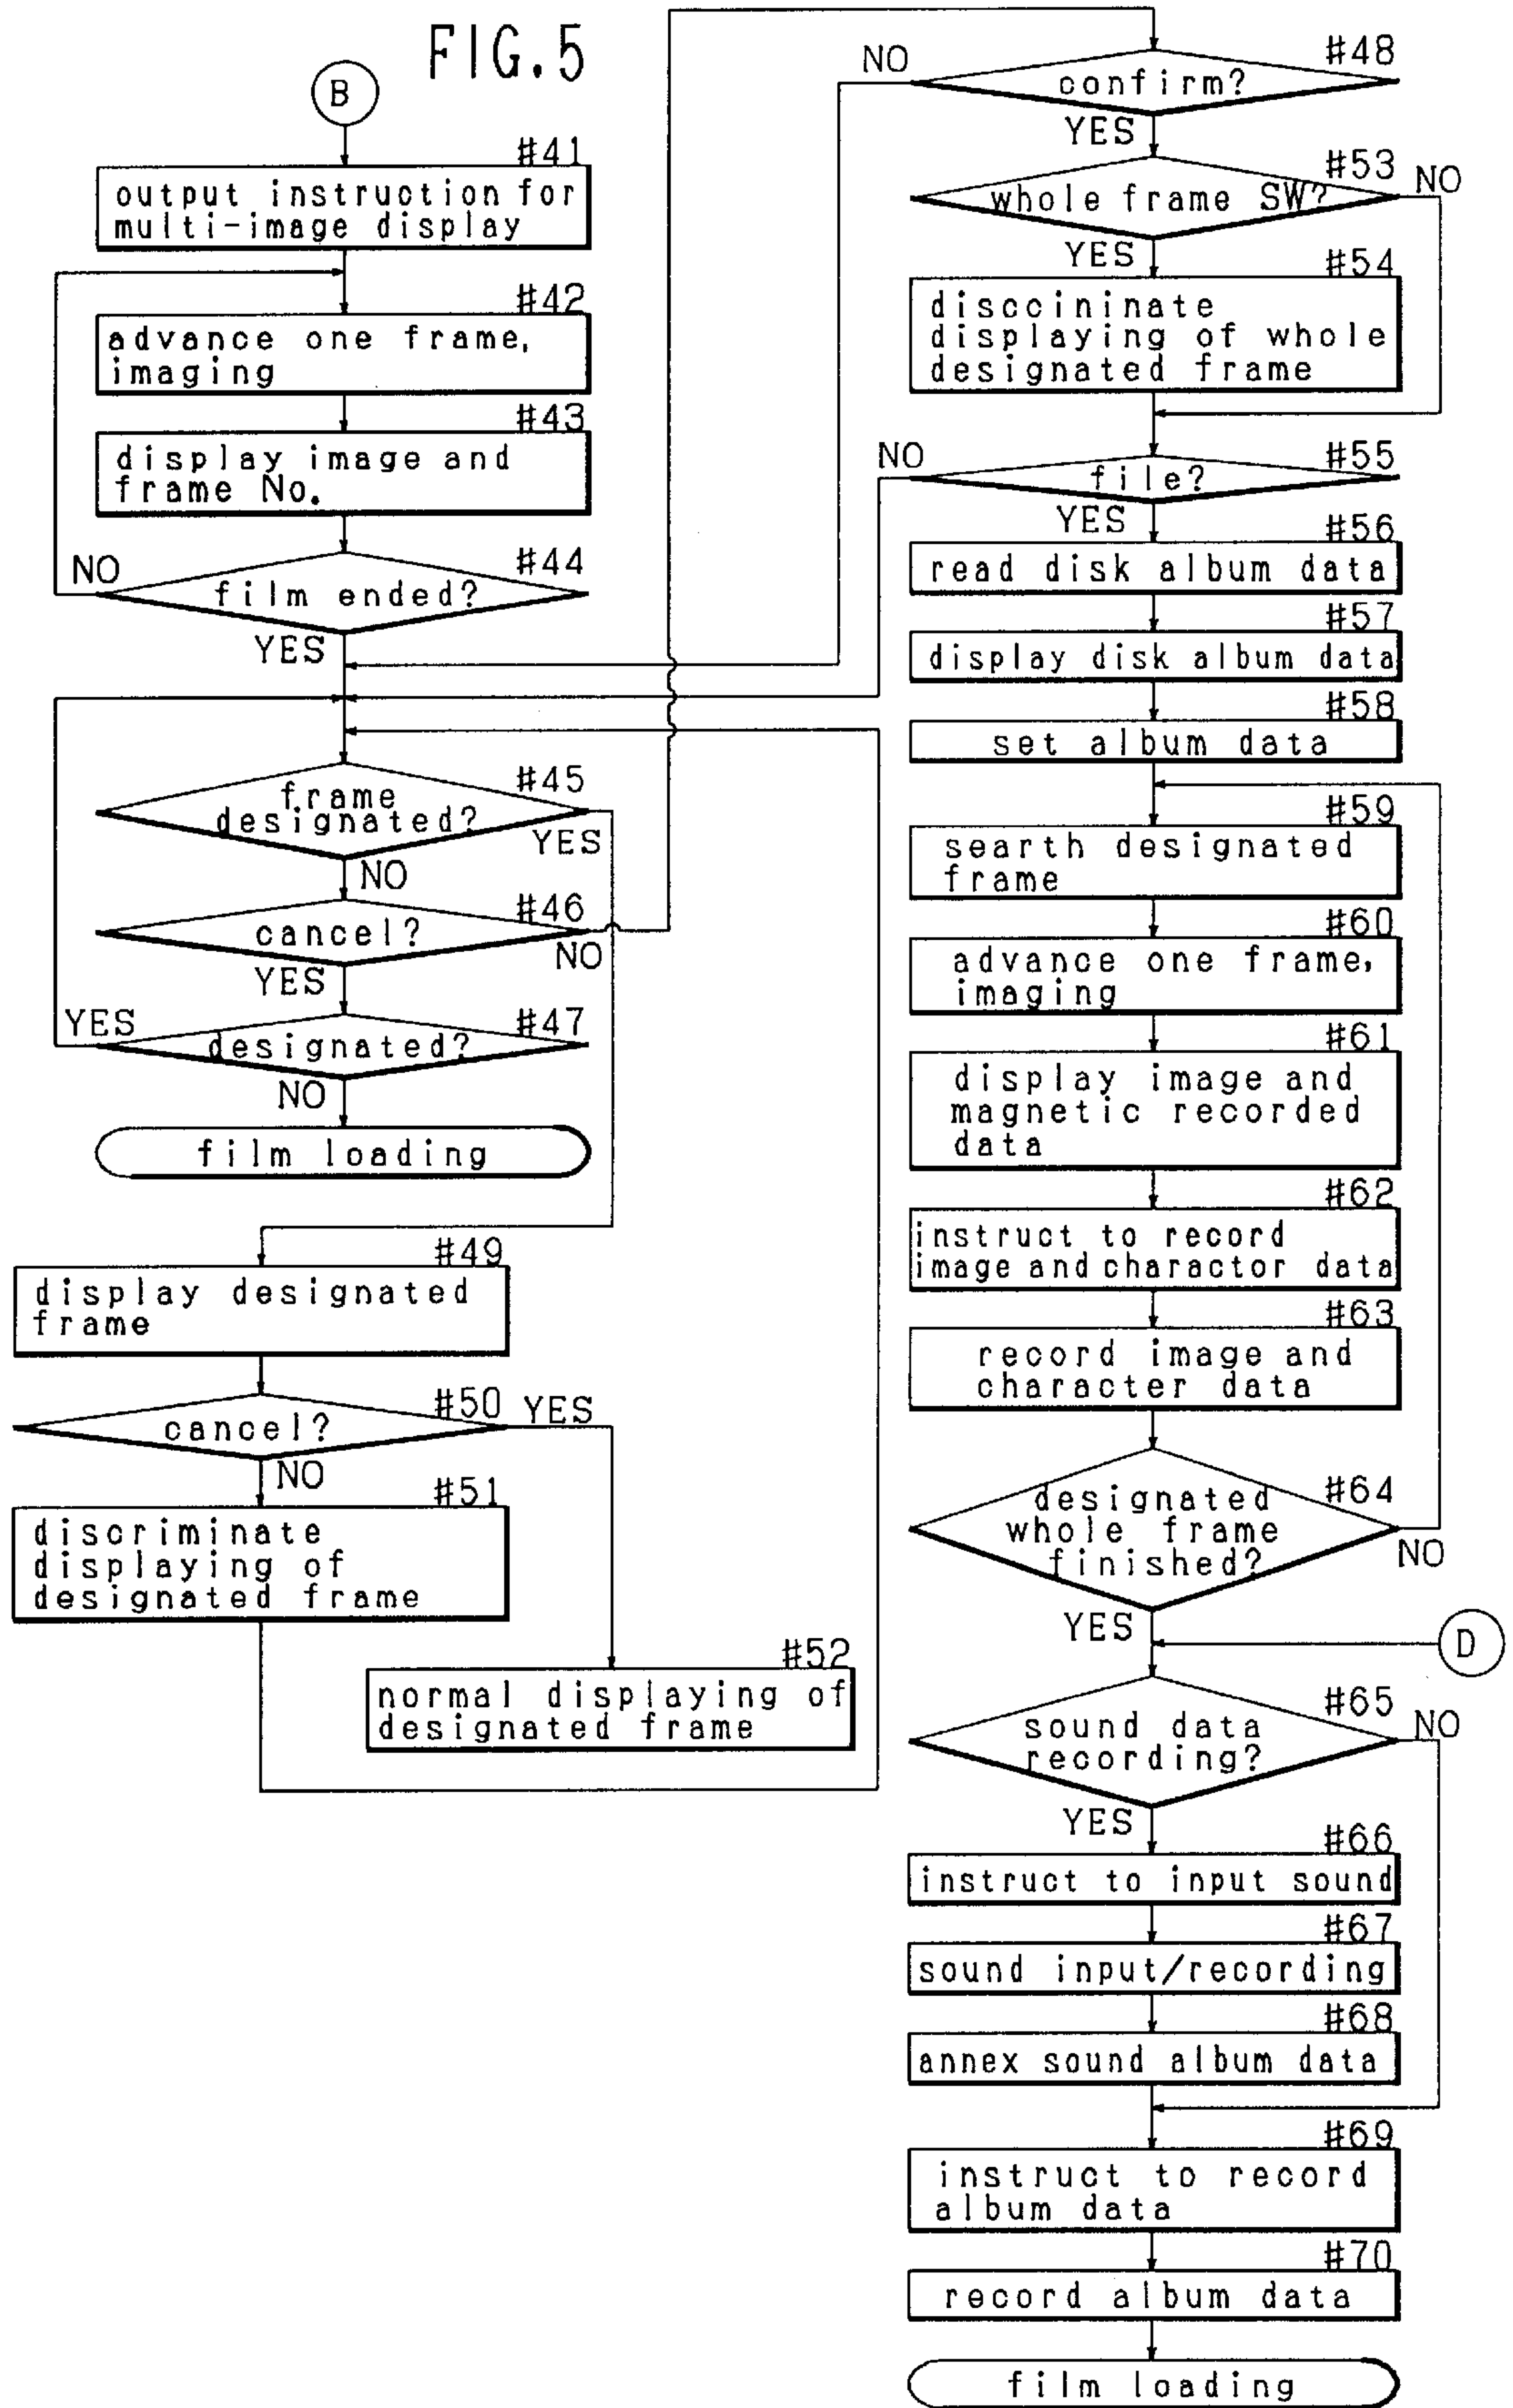 FIG.5
B
#41
output instruction for
multi-image display
#42
advance one frame,
imaging
#43
display image and
frame No.
#44
NO
film ended?
YES
#45
frame
designated?
YES
NO
#46
cancel?
NO
YES
#47
YES
designated?
NO
film loading
#49
display designated
frame
#50
YES
cancel?
NO
#51
discriminate
displaying of
designated frame
#52
normal displaying of
designated frame
#48
NO
confirm?
YES
#53
NO
whole frame SW?
YES
#54
disccininate
displaying of whole
designated frame
#55
NO
file?
YES
#56
read disk album data
#57
display disk album data
#58
set album data
#59
searth designated
frame
#60
advance one frame,
imaging
#61
display image and
magnetic recorded
data
#62
instruct to record
image and charactor data
#63
record image and
character data
#64
designated
whole frame
finished?
NO
YES
D
#65
NO
sound data
recording?
YES
#66
instruct to input sound
#67
sound input/recording
#68
annex sound album data
#69
instruct to record
album data
#70
record album data
film loading